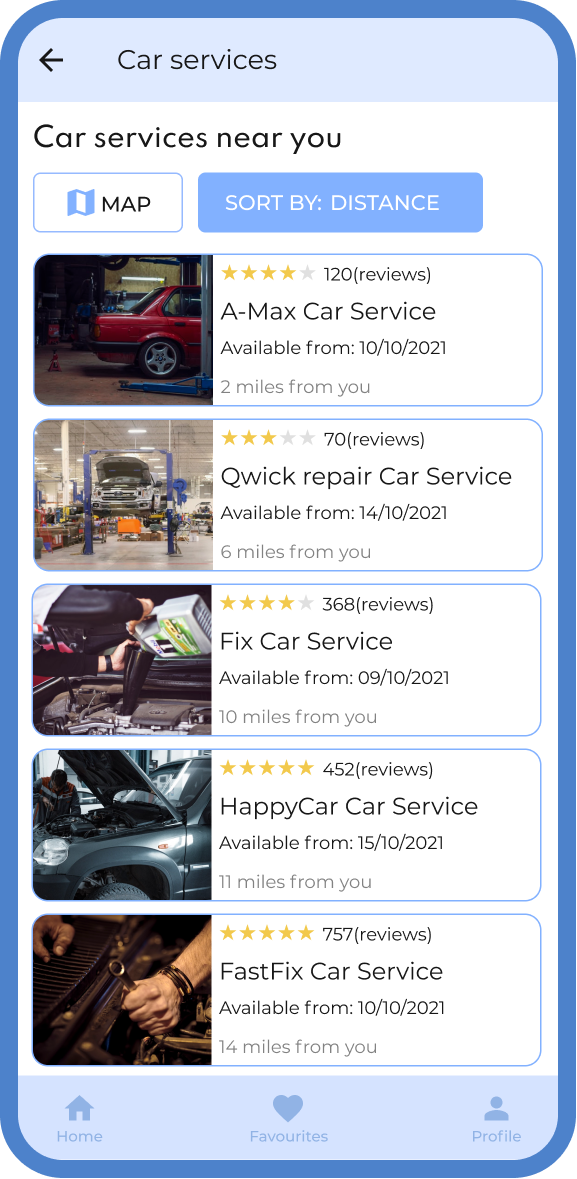 Car services
Car services near you
MAP
SORT BY: DISTANCE
120(reviews)
A-Max Car Service
Available from: 10/10/2021
2 miles from you
70(reviews)
Qwick repair Car Service
Available from: 14/10/2021
6 miles from you
368(reviews)
Fix Car Service
Available from: 09/10/2021
10 miles from you
452(reviews)
HappyCar Car Service
Available from: 15/10/2021
11 miles from you
757(reviews)
FastFix Car Service
Available from: 10/10/2021
14 miles from you
Home
Favourites
Profile